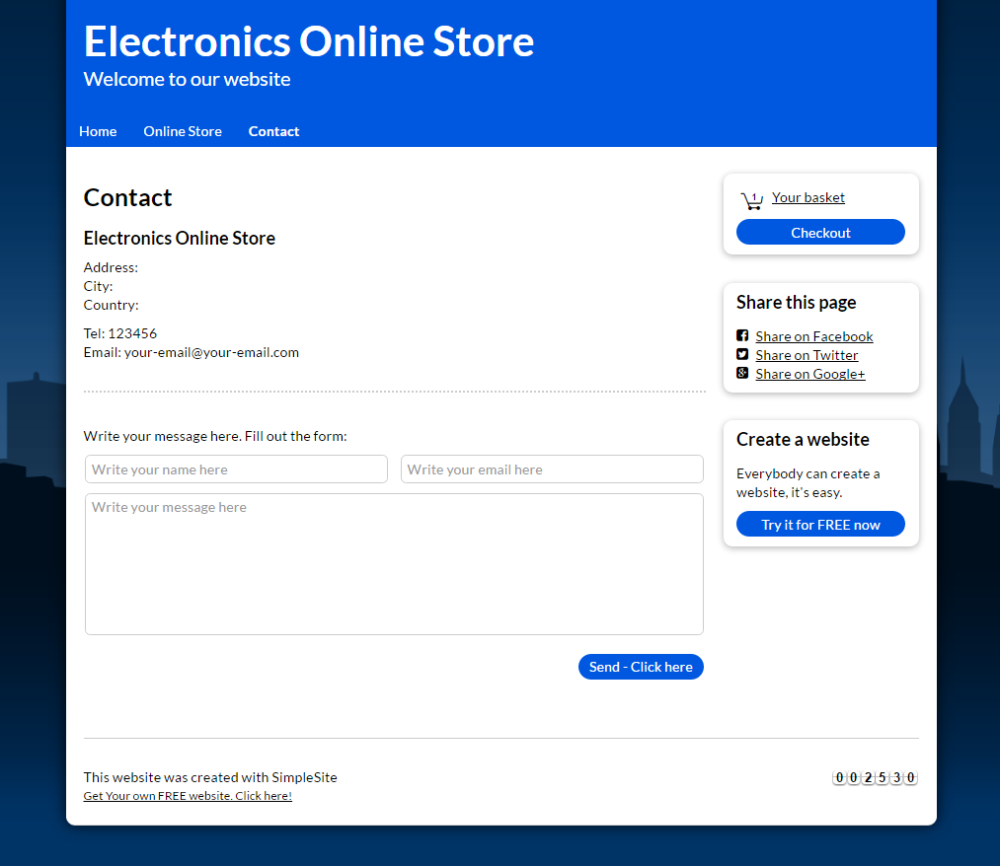 Electronics Online Store
Welcome to our website
Home
Online Store
Contact
Contact
Electronics Online Store
Address:
City:
Country:
Tel: 123456
Email: your-email@your-email.com
Write your message here. Fill out the form:
Write your name here
Write your email here
Write your message here
Send - Click here
1
Your basket
Checkout
Share this page
Share on Facebook
Share on Twitter
Share on Google+
Create a website
Everybody can create a
website, it's easy.
Try it for FREE now
This website was created with SimpleSite
Get Your own FREE website. Click here!
002530